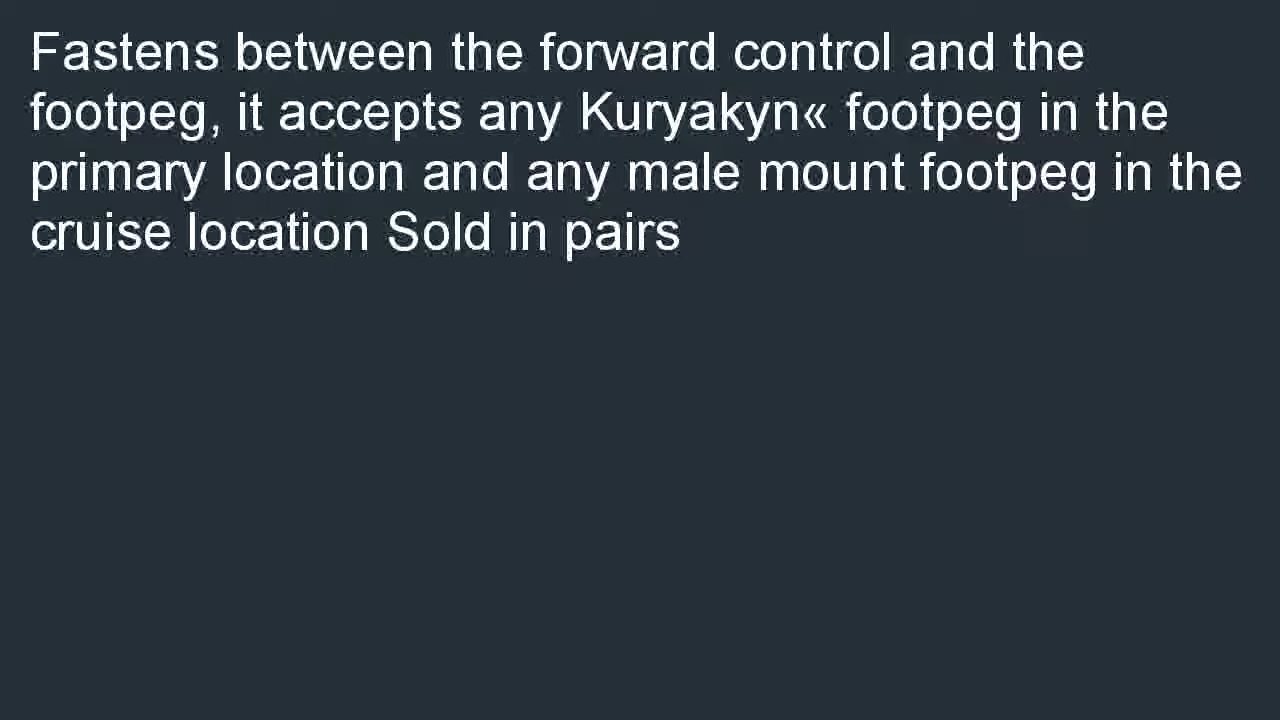 Fastens between the forward control and the
footpeg, it accepts any Kuryakyn« footpeg in the
primary location and any male mount footpeg in the
cruise location Sold in pairs